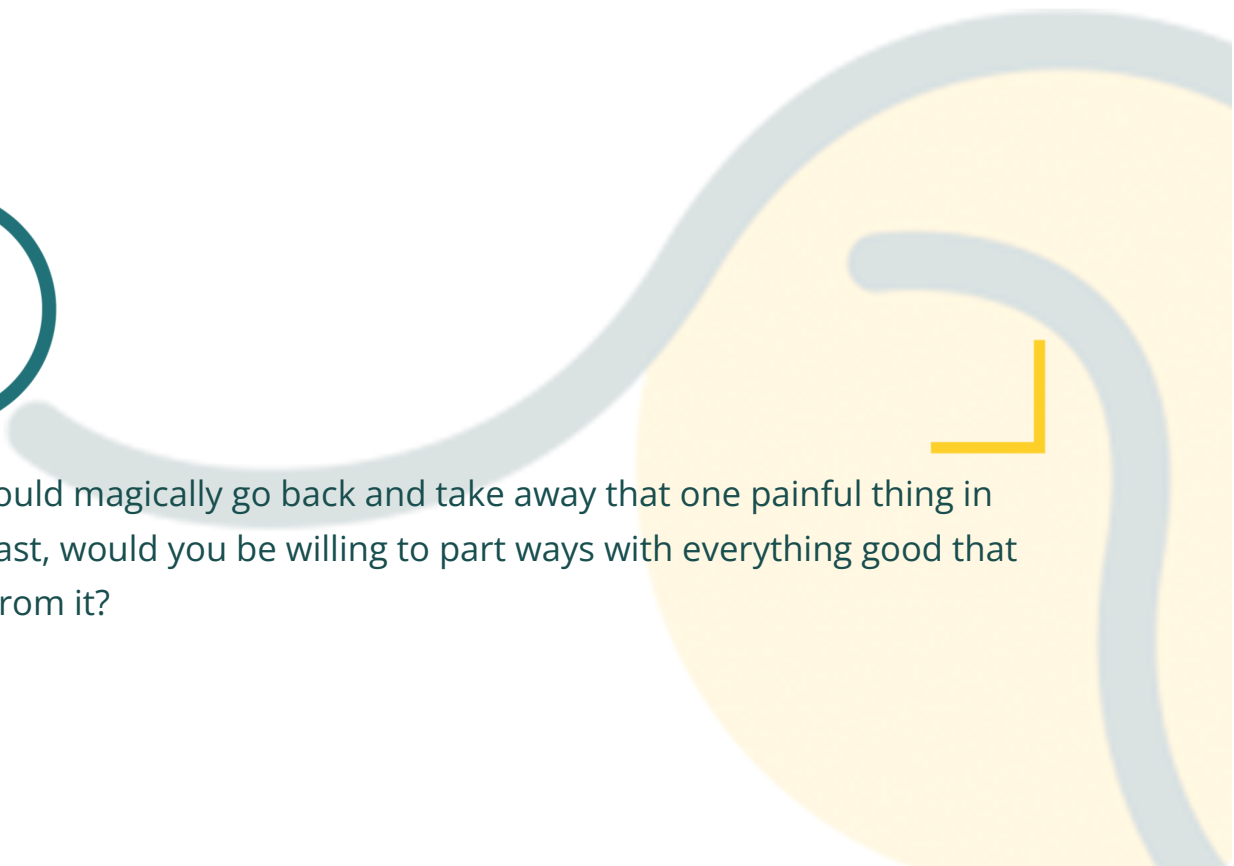 ould magically go back and take away that one painful thing in
ast, would you be willing to part ways with everything good that
rom it?